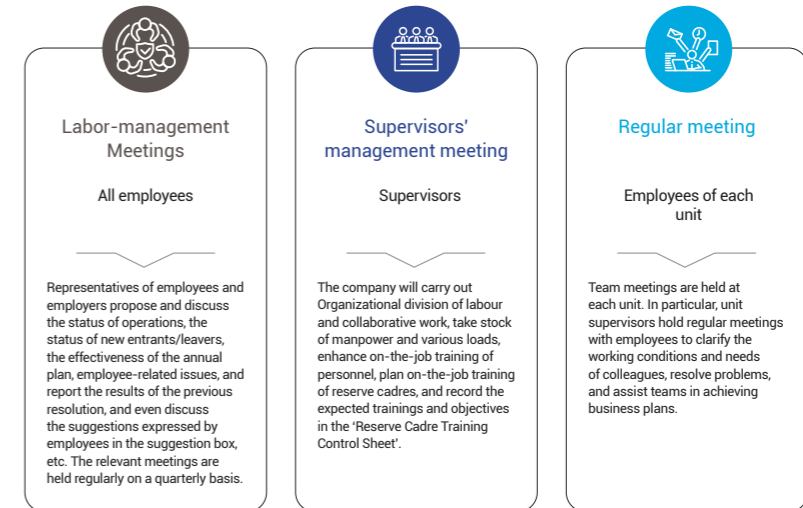 Labor-management
Meetings
All employees
Representatives of employees and
employers propose and discuss
the status of operations, the
status of new entrants/leavers,
the effectiveness of the annual
plan, employee-related issues, and
report the results of the previous
resolution, and even discuss
the suggestions expressed by
employees in the suggestion box,
etc. The relevant meetings are
held regularly on a quarterly basis.
Supervisors'
management meeting
Supervisors
The company will carry out
Organizational division of labour
and collaborative work, take stock
of manpower and various loads,
enhance on-the-job training of
personnel, plan on-the-job training
of reserve cadres, and record the
expected trainings and objectives
in the ‘Reserve Cadre Training
Control Sheet’.
Regular meeting
Employees of each
unit
Team meetings are held at
each unit. In particular, unit
supervisors hold regular meetings
with employees to clarify the
working conditions and needs
of colleagues, resolve problems,
and assist teams in achieving
business plans.